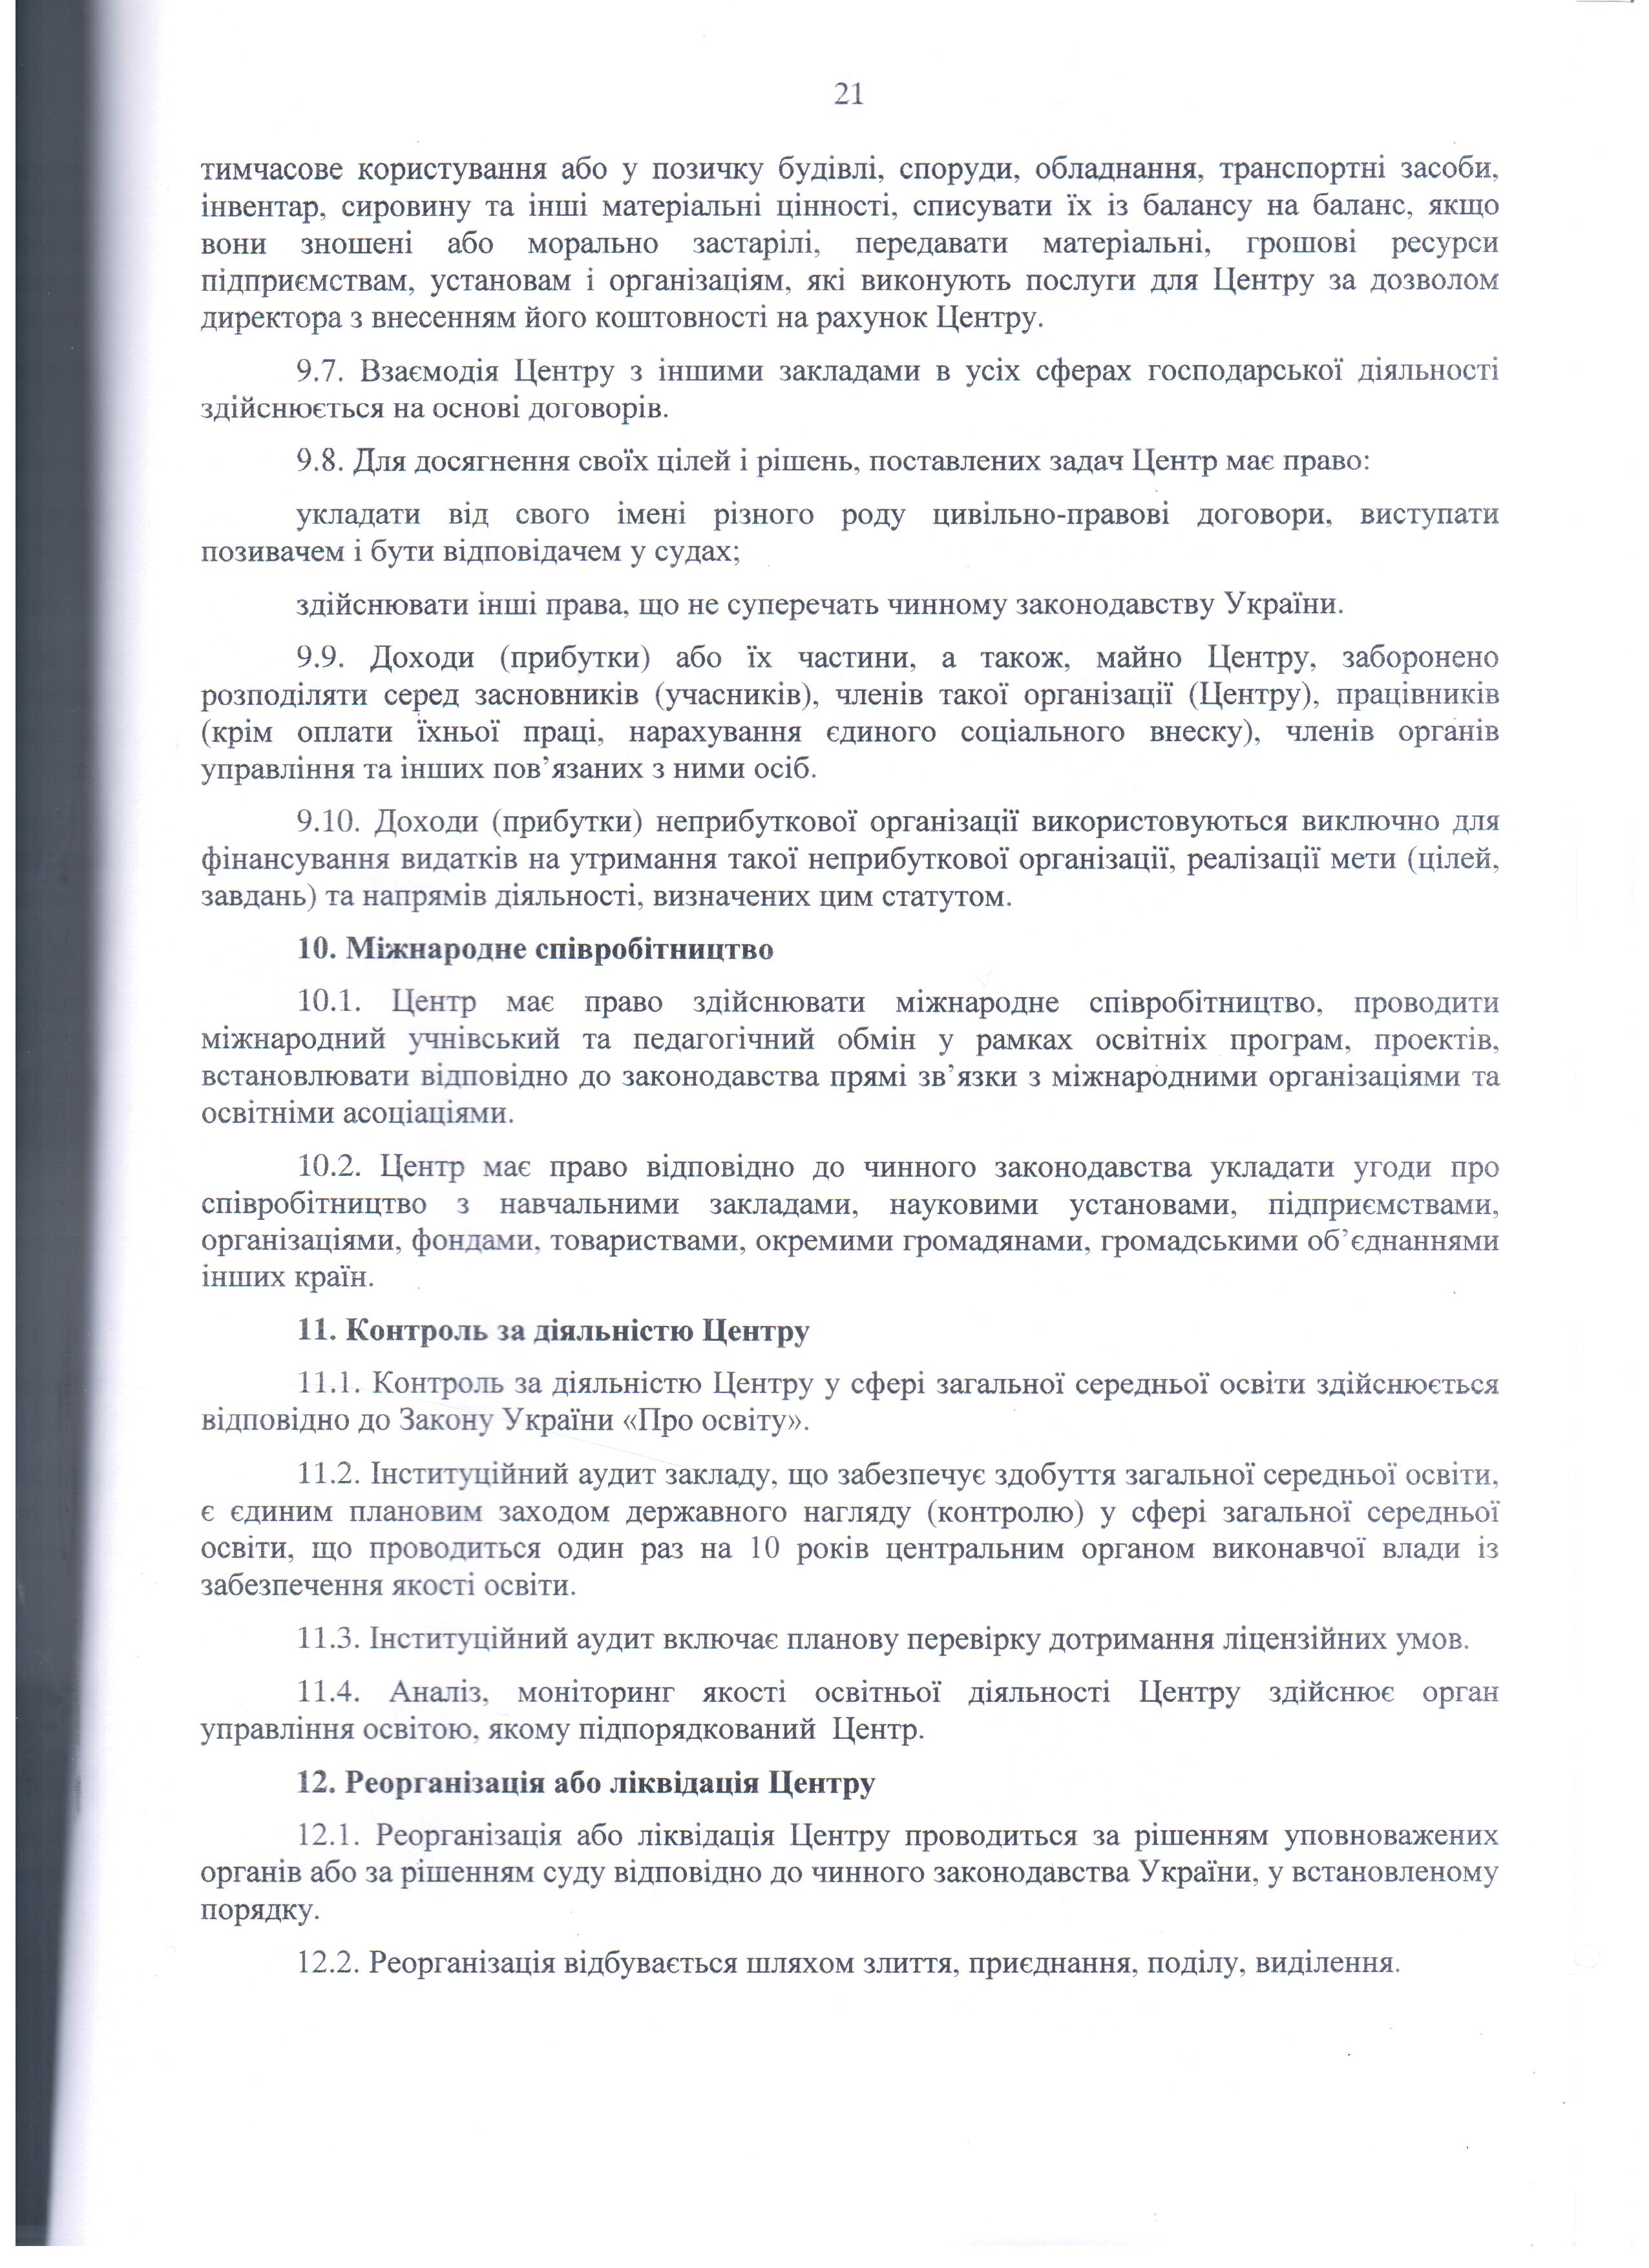 21
тимчасове користування або у позичку будівлі, споруди, обладнання, транспортні засоби,
інвентар, сировину та інші матеріальні цінності, списувати їх із балансу на баланс, якщо
вони зношені або морально застарілі, передавати матеріальні, грошові ресурси
підприємствам, установам і організаціям, які виконують послуги для Центру за дозволом
директора з внесенням його коштовності на рахунок Центру.
9.7. Взаємодія Центру з іншими закладами в усіх сферах господарської діяльності
здійснюється на основі договорів.
9.8. Для досягнення своїх цілей і рішень, поставлених задач Центр має право:
укладати від свого імені різного роду цивільно-правові договори, виступати
позивачем і бути відповідачем у судах;
здійснювати інші права, що не суперечать чинному законодавству України.
9.9. Доходи (прибутки) або їх частини, а також, майно Центру, заборонено
розподіляти серед засновників (учасників), членів такої організації (Центру), працівників
(крім оплати їхньої праці, нарахування єдиного соціального внеску), членів органів
управління та інших пов’язаних з ними осіб.
9.10. Доходи (прибутки) неприбуткової організації використовуються виключно для
фінансування видатків на утримання такої неприбуткової організації, реалізації мети (цілей,
завдань) та напрямів діяльності, визначених цим статутом.
10. Міжнародне співробітництво
10.1. Центр має право здійснювати міжнародне співробітництво, проводити
міжнародний учнівський та педагогічний обмін у рамках освітніх програм, проектів,
встановлювати відповідно до законодавства прямі зв’язки з міжнародними організаціями та
освітніми асоціаціями.
10.2. Центр має право відповідно до чинного законодавства укладати угоди про
співробітництво з навчальними закладами, науковими установами, підприємствами,
організаціями, фондами, товариствами, окремими громадянами, громадськими об’єднаннями
інших країн.
11. Контроль за діяльністю Центру
11.1. Контроль за діяльністю Центру у сфері загальної середньої освіти здійснюється
відповідно до Закону України «Про освіту».
11.2. Інституційний аудит закладу, що забезпечує здобуття загальної середньої освіти,
є єдиним плановим заходом державного нагляду (контролю) у сфері загальної середньої
освіти, що проводиться один раз на 10 років центральним органом виконавчої влади із
забезпечення якості освіти.
11.3. Інституційний аудит включає планову перевірку дотримання ліцензійних умов.
11.4. Аналіз, моніторинг якості освітньої діяльності Центру здійснює орган
управління освітою, якому підпорядкований Центр.
12. Реорганізація або ліквідація Центру
12.1. Реорганізація або ліквідація Центру проводиться за рішенням уповноважених
органів або за рішенням суду відповідно до чинного законодавства України, у встановленому
порядку.
12.2. Реорганізація відбувається шляхом злиття, приєднання, поділу, виділення.